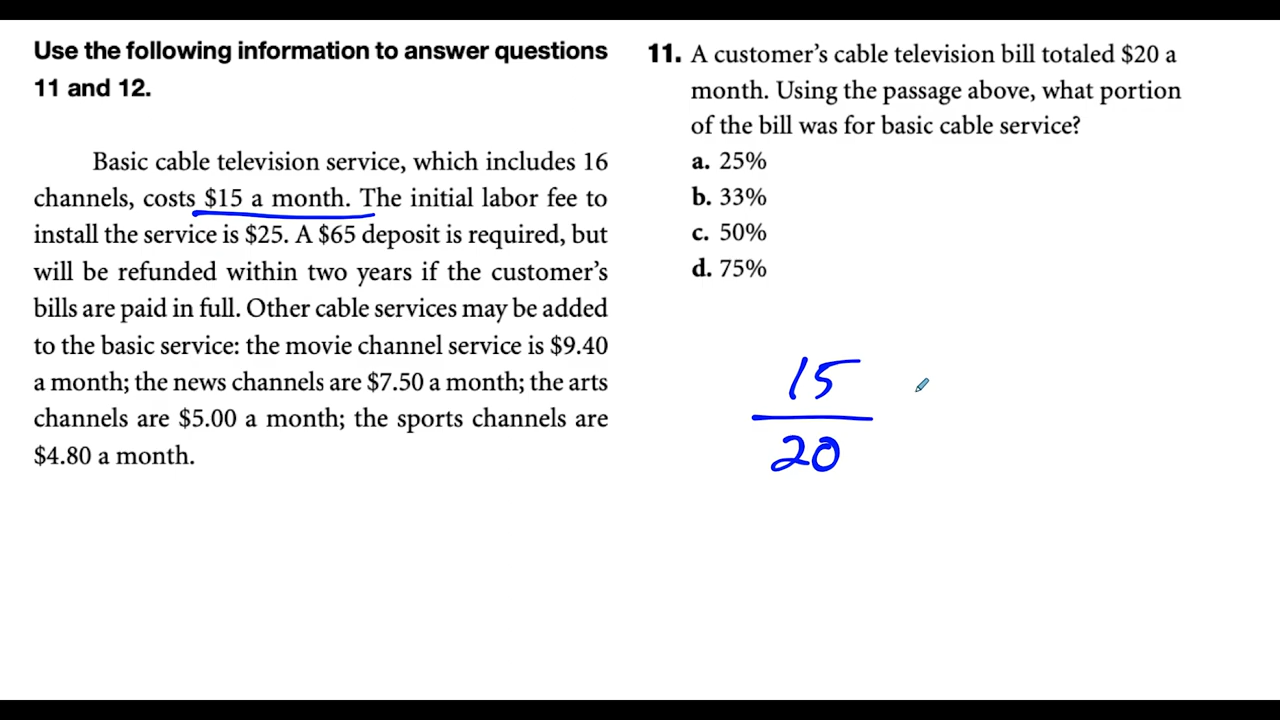 Use the following information to answer questions
11 and 12.
Basic cable television service, which includes 16
channels, costs $15 a month. The initial labor fee to
install the service is $25. A $65 deposit is required, but
will be refunded within two years if the customer’s
bills are paid in full. Other cable services may be added
to the basic service: the movie channel service is $9.40
a month; the news channels are $7.50 a month; the arts
channels are $5.00 a month; the sports channels are
$4.80 a month.
11. A customer’s cable television bill totaled $20 a
month. Using the passage above, what portion
of the bill was for basic cable service?
a. 25%
b. 33%
c. 50%
d. 75%
15
20